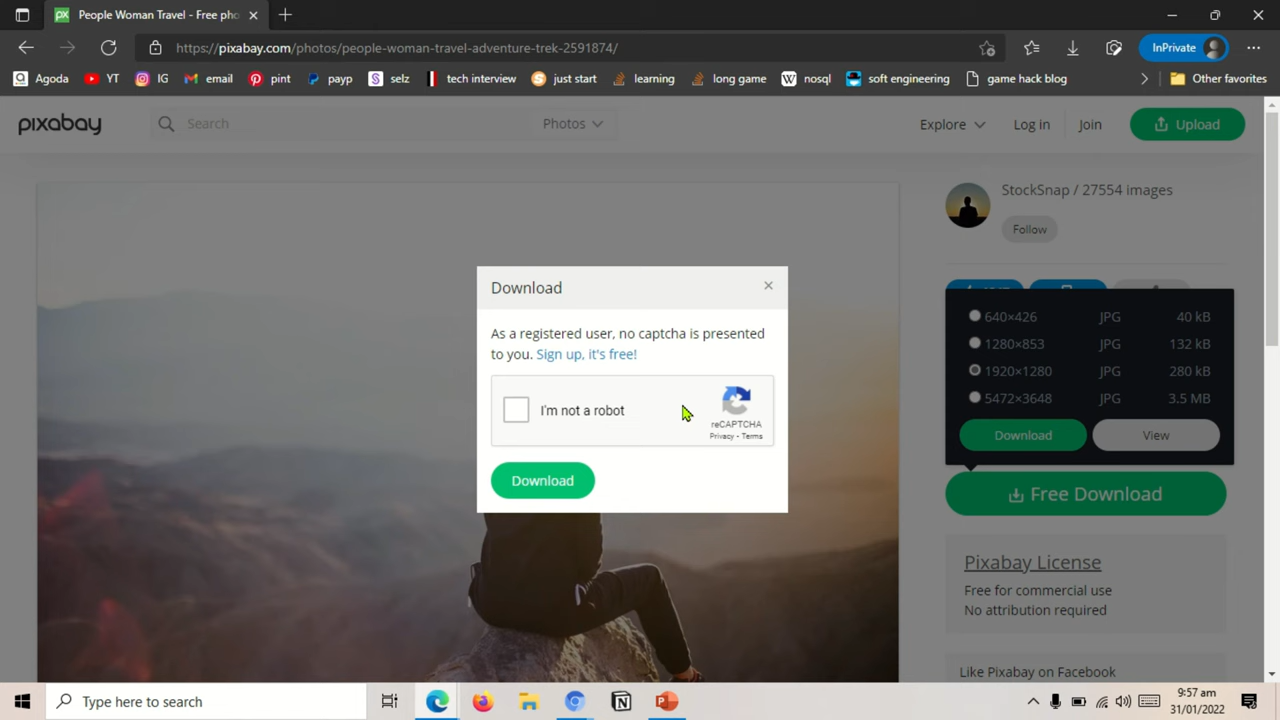 People Woman Travel - Free pho
https://pixabay.com/photos/people-woman-travel-adventure-trek-2591874/
InPrivate
Agoda
YT
IG
email
pint
payp
selz
tech interview
just start
learning
long game
nosql
soft engineering
game hack blog
Other favorites
pixabay
Search
Photos
Explore
Log in
Join
Upload
StockSnap / 27554 images
Follow
Download
As a registered user, no captcha is presented
to you. Sign up, it's free!
I'm not a robot
reCAPTCHA
Privacy - Terms
Download
640×426 JPG 40 kB
1280×853 JPG 132 kB
1920×1280 JPG 280 kB
5472×3648 JPG 3.5 MB
Download
View
Free Download
Pixabay License
Free for commercial use
No attribution required
Like Pixabay on Facebook
Type here to search
9:57 am
31/01/2022